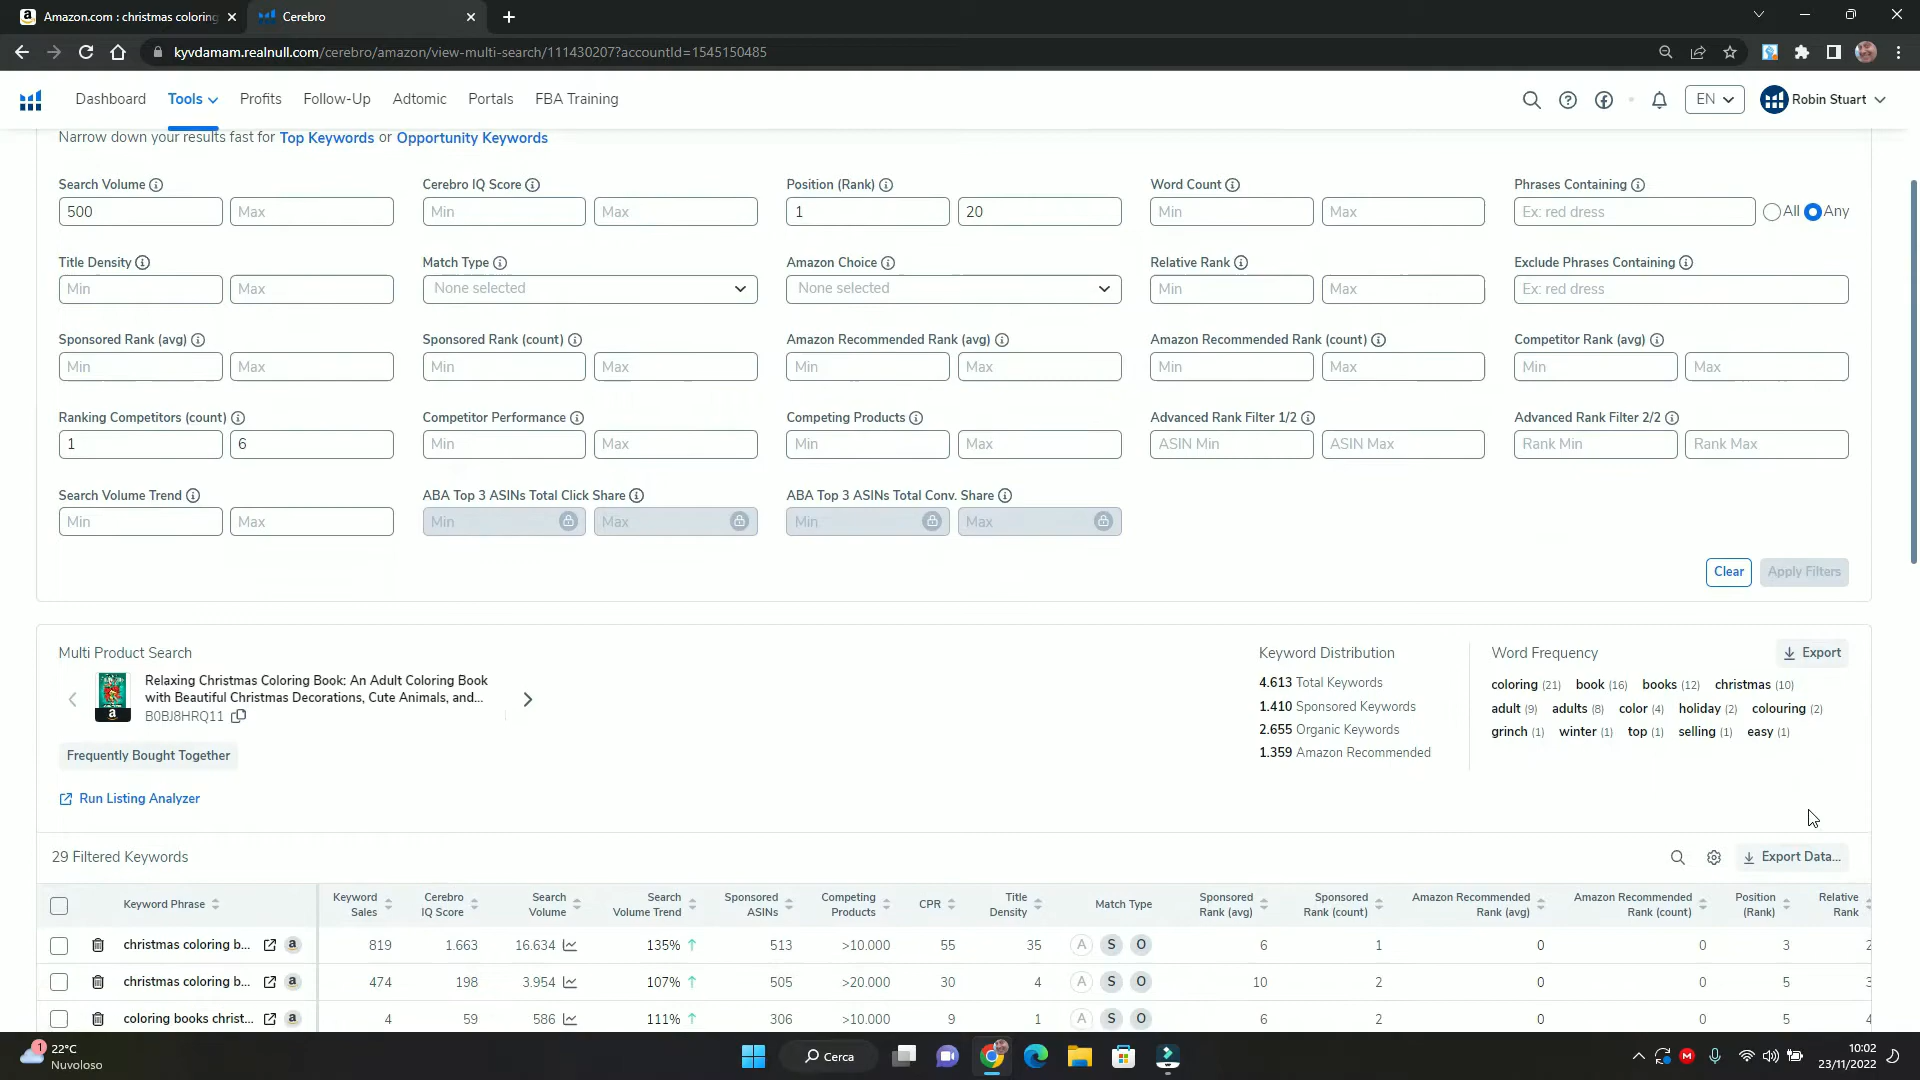 Amazon.com : christmas coloring
Cerebro
kyvdamam.realnull.com/cerebro/amazon/view-multi-search/111430207?accountId=1545150485
Dashboard Tools Profits Follow-Up Adtomic Portals FBA Training EN Robin Stuart
Narrow down your results fast for Top Keywords or Opportunity Keywords
Search Volume Cerebro IQ Score Position (Rank) Word Count Phrases Containing
500 Max Min Max 1 20 Min Max Ex: red dress All Any
Title Density Match Type Amazon Choice Relative Rank Exclude Phrases Containing
Min Max None selected None selected Min Max Ex: red dress
Sponsored Rank (avg) Sponsored Rank (count) Amazon Recommended Rank (avg) Amazon Recommended Rank (count) Competitor Rank (avg)
Min Max Min Max Min Max Min Max Min Max
Ranking Competitors (count) Competitor Performance Competing Products Advanced Rank Filter 1/2 Advanced Rank Filter 2/2
1 6 Min Max Min Max ASIN Min ASIN Max Rank Min Rank Max
Search Volume Trend ABA Top 3 ASINs Total Click Share ABA Top 3 ASINs Total Conv. Share
Min Max Min Max Min Max
Clear Apply Filters
Multi Product Search
Relaxing Christmas Coloring Book: An Adult Coloring Book
with Beautiful Christmas Decorations, Cute Animals, and...
B0BJ8HRQ11
Frequently Bought Together
Run Listing Analyzer
Keyword Distribution
4.613 Total Keywords
1.410 Sponsored Keywords
2.655 Organic Keywords
1.359 Amazon Recommended
Word Frequency Export
coloring (21) book (16) books (12) christmas (10)
adult (9) adults (8) color (4) holiday (2) colouring (2)
grinch (1) winter (1) top (1) selling (1) easy (1)
29 Filtered Keywords Export Data...
Keyword Phrase Keyword Sales Cerebro IQ Score Search Volume Search Volume Trend Sponsored ASINs Competing Products CPR Title Density Match Type Sponsored Rank (avg) Sponsored Rank (count) Amazon Recommended Rank (avg) Amazon Recommended Rank (count) Position (Rank) Relative Rank
christmas coloring b... a 819 1.663 16.634 135% 513 >10.000 55 35 A S O 6 1 0 0 3 2
christmas coloring b... a 474 198 3.954 107% 505 >20.000 30 4 A S O 10 2 0 0 5 3
coloring books christ... a 4 59 586 111% 306 >10.000 9 1 A S O 6 2 0 0 5 4
1 22°C
Nuvoloso
Cerca
10:02
23/11/2022